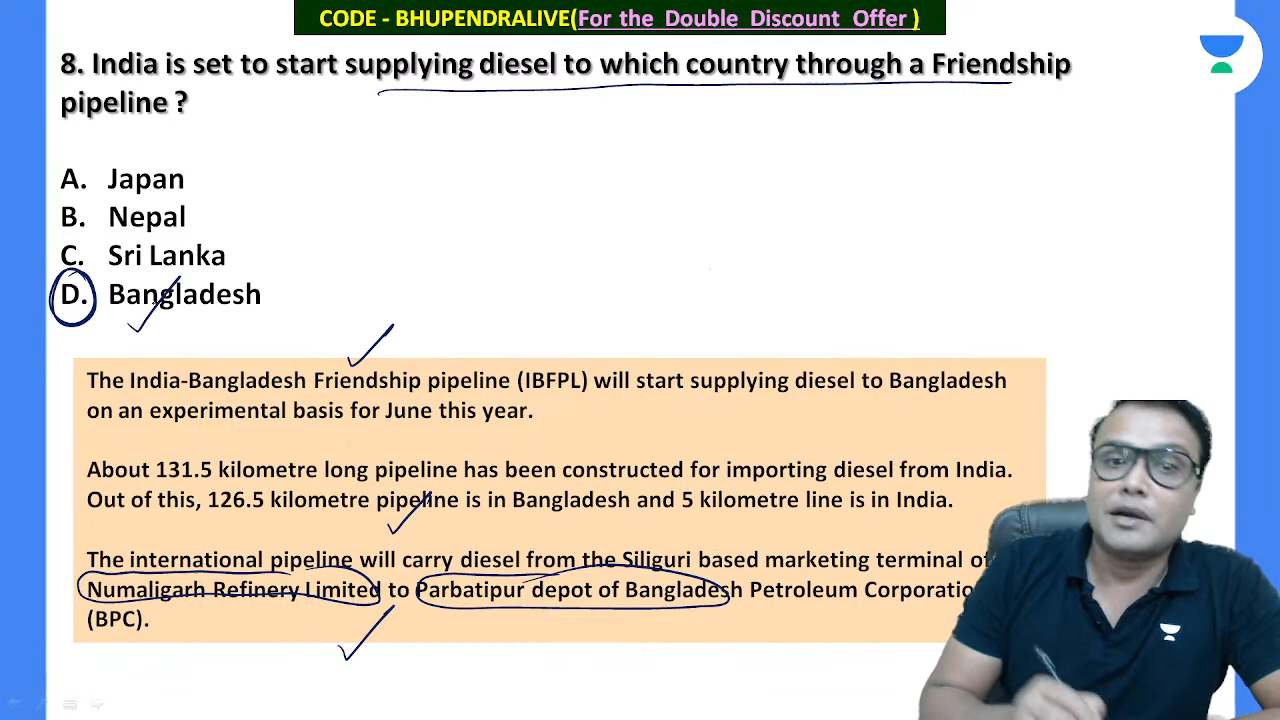 CODE - BHUPENDRALIVE(For the Double Discount Offer )
8. India is set to start supplying diesel to which country through a Friendship
pipeline ?
A. Japan
B. Nepal
C. Sri Lanka
D. Bangladesh
The India-Bangladesh Friendship pipeline (IBFPL) will start supplying diesel to Bangladesh
on an experimental basis for June this year.
About 131.5 kilometre long pipeline has been constructed for importing diesel from India.
Out of this, 126.5 kilometre pipeline is in Bangladesh and 5 kilometre line is in India.
The international pipeline will carry diesel from the Siliguri based marketing terminal of
Numaligarh Refinery Limited to Parbatipur depot of Bangladesh Petroleum Corporatio
(BPC).